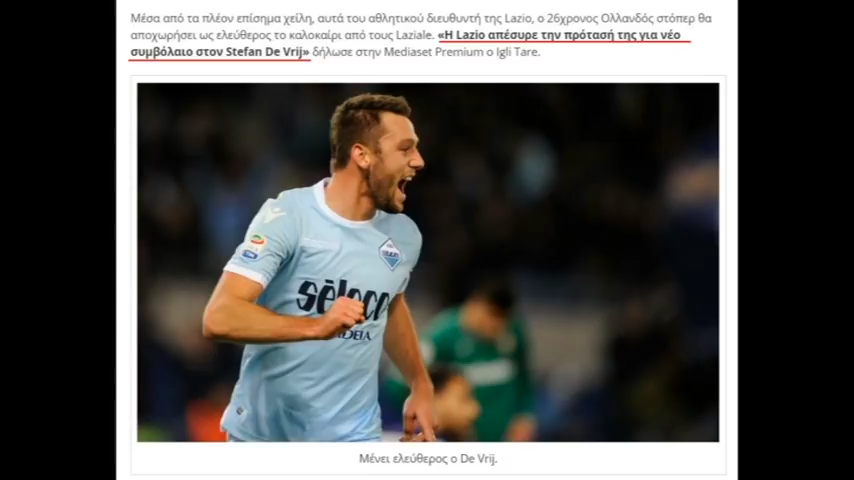 Μέσα από τα πλέον επίσημα χείλη, αυτά του αθλητικού διευθυντή της Lazio, ο 26χρονος Ολλανδός στόπερ θα
αποχωρήσει ως ελεύθερος το καλοκαίρι από τους Laziale. «Η Lazio απέσυρε την πρότασή της για νέο
συμβόλαιο στον Stefan De Vrij» δήλωσε στην Mediaset Premium ο Igli Tare.
sèleco
Μένει ελεύθερος ο De Vrij.